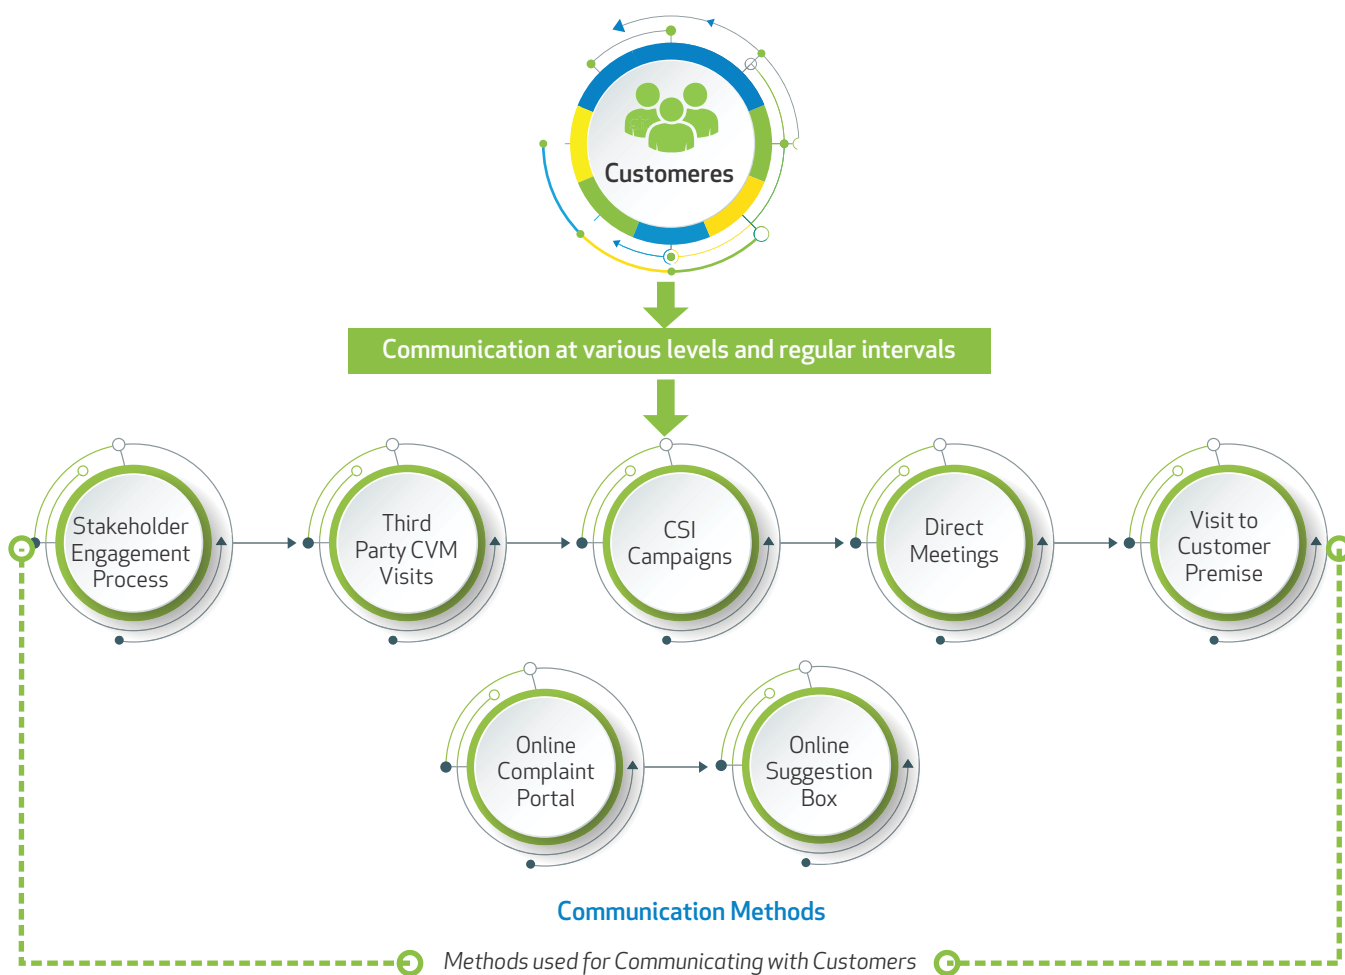 Customeres
Communication at various levels and regular intervals
Stakeholder
Engagement
Process
Third
Party CVM
Visits
CSI
Campaigns
Direct
Meetings
Visit to
Customer
Premise
Online
Complaint
Portal
Online
Suggestion
Box
Communication Methods
Methods used for Communicating with Customers